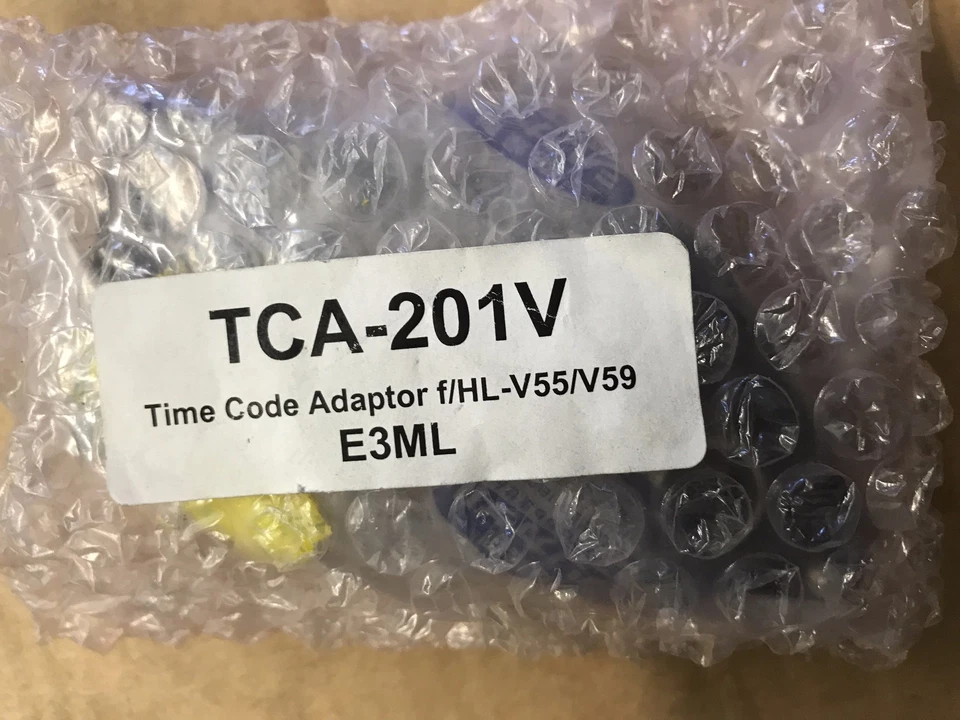 TCA-201V
Time Code Adaptor f/HL-V55/V59
E3ML